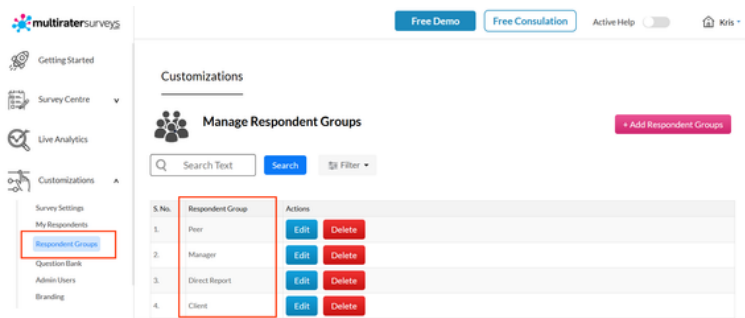 multiratersurveys
Free Demo
Free Consulation
Active Help
Kris
Getting Started
Survey Centre
Live Analytics
Customizations
Survey Settings
My Respondents
Respondent Groups
Question Bank
Admin Users
Branding
Customizations
Manage Respondent Groups
+ Add Respondent Groups
Search Text
Search
Filter
S. No. Respondent Group Actions
1. Peer Edit Delete
2. Manager Edit Delete
3. Direct Report Edit Delete
4. Client Edit Delete